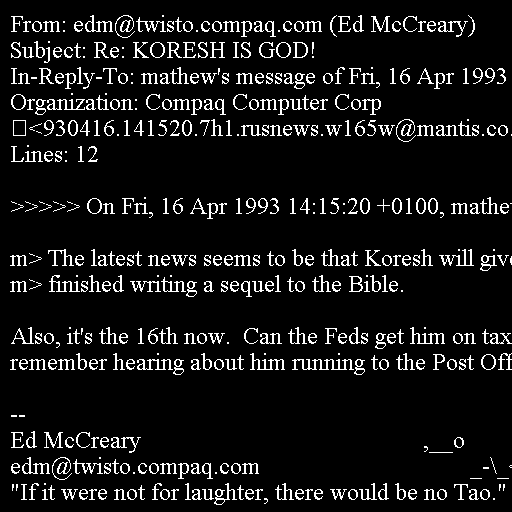 From: edm@twisto.compaq.com (Ed McCreary)
Subject: Re: KORESH IS GOD!
In-Reply-To: mathew's message of Fri, 16 Apr 1993
Organization: Compaq Computer Corp
<930416.141520.7h1.rusnews.w165w@mantis.co.
Lines: 12

>>>>> On Fri, 16 Apr 1993 14:15:20 +0100, mathew

m> The latest news seems to be that Koresh will give
m> finished writing a sequel to the Bible.

Also, it's the 16th now.  Can the Feds get him on tax
remember hearing about him running to the Post Off

--
Ed McCreary ,__o
edm@twisto.compaq.com _-\_<
"If it were not for laughter, there would be no Tao."